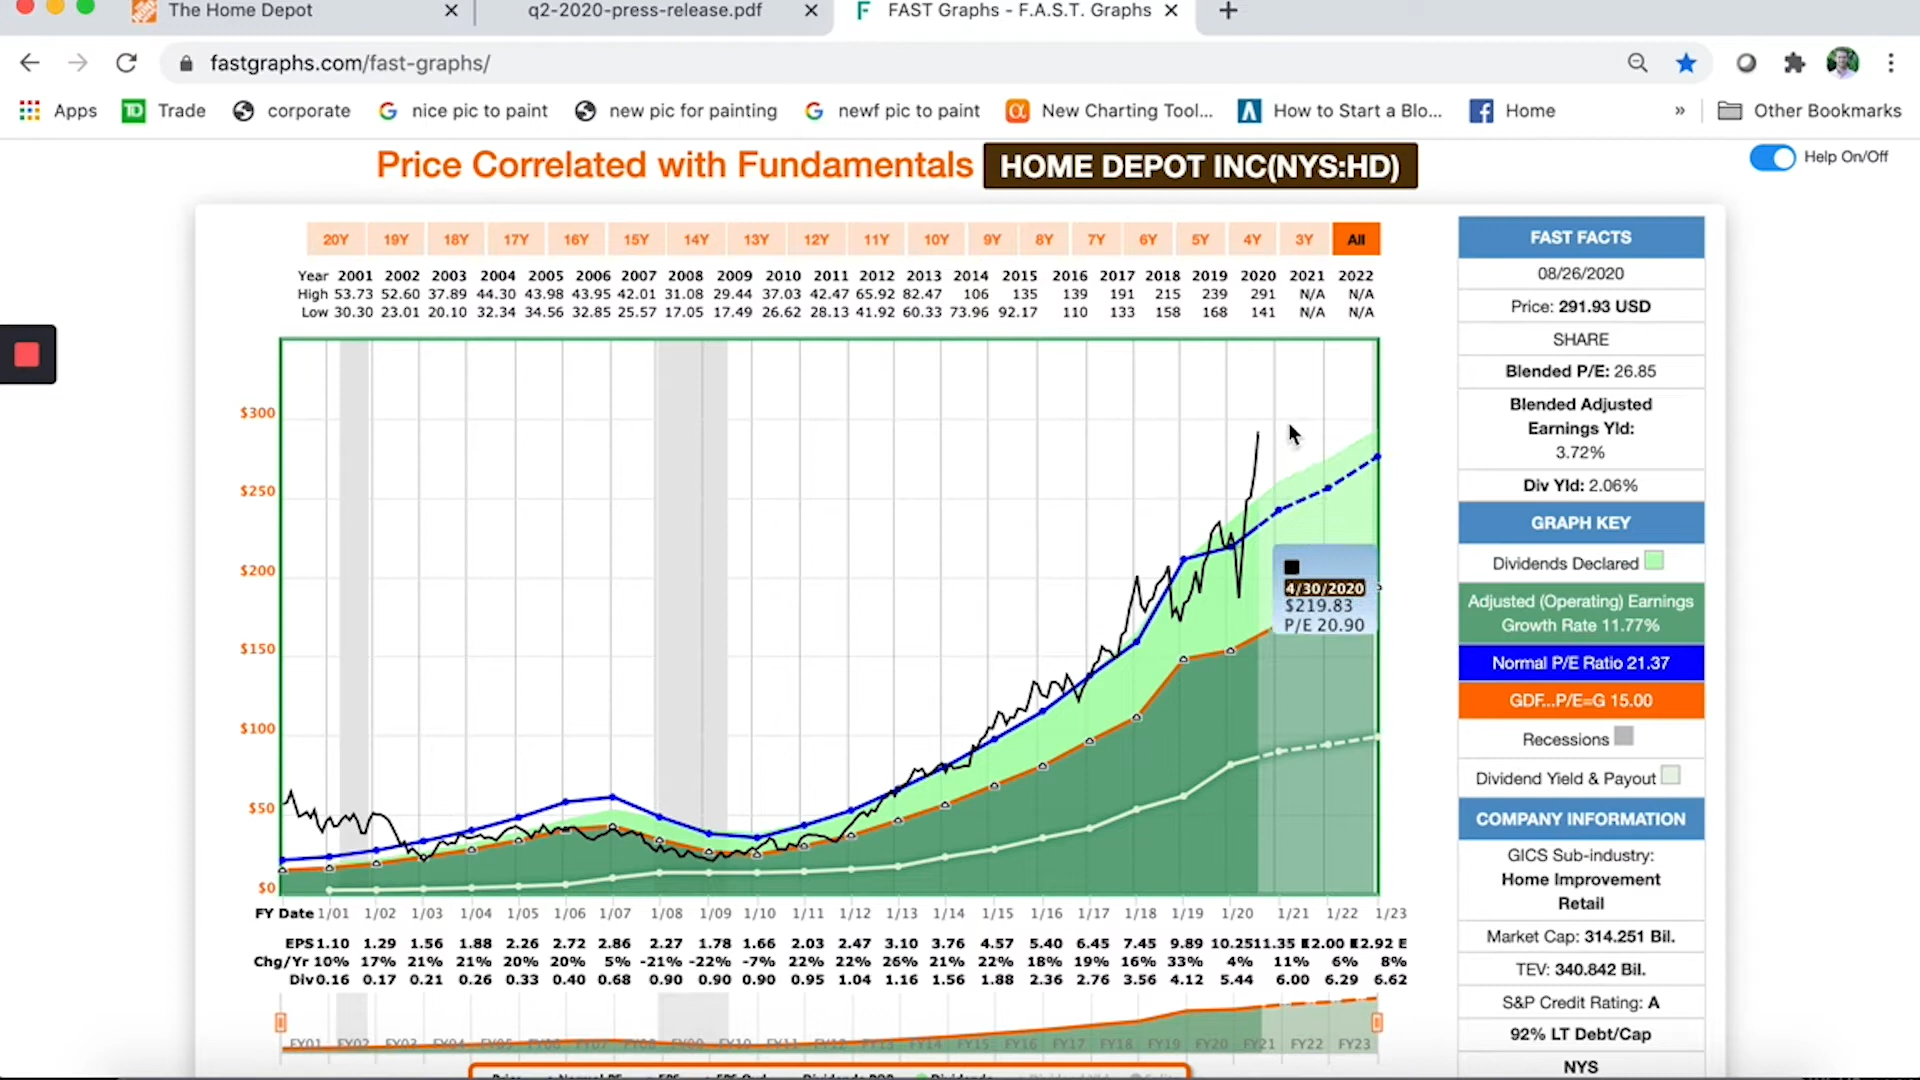 The Home Depot
q2-2020-press-release.pdf
FAST Graphs - F.A.S.T. Graphs
fastgraphs.com/fast-graphs/
Apps
Trade
corporate
nice pic to paint
new pic for painting
newf pic to paint
New Charting Tool...
How to Start a Blo...
Home
»
Other Bookmarks
Price Correlated with Fundamentals HOME DEPOT INC(NYS:HD)
Help On/Off
20Y 19Y 18Y 17Y 16Y 15Y 14Y 13Y 12Y 11Y 10Y 9Y 8Y 7Y 6Y 5Y 4Y 3Y All
Year 2001 2002 2003 2004 2005 2006 2007 2008 2009 2010 2011 2012 2013 2014 2015 2016 2017 2018 2019 2020 2021 2022
High 53.73 52.60 37.89 44.30 43.98 43.95 42.01 31.08 29.44 37.03 42.47 65.92 82.47 106 135 139 191 215 239 291 N/A N/A
Low 30.30 23.01 20.10 32.34 34.56 32.85 25.57 17.05 17.49 26.62 28.13 41.92 60.33 73.96 92.17 110 133 158 168 141 N/A N/A
$300
$250
$200
$150
$100
$50
$0
4/30/2020
$219.83
P/E 20.90
FY Date 1/01 1/02 1/03 1/04 1/05 1/06 1/07 1/08 1/09 1/10 1/11 1/12 1/13 1/14 1/15 1/16 1/17 1/18 1/19 1/20 1/21 1/22 1/23
EPS 1.10 1.29 1.56 1.88 2.26 2.72 2.86 2.27 1.78 1.66 2.03 2.47 3.10 3.76 4.57 5.40 6.45 7.45 9.89 10.25 11.35 E 12.00 E 12.92 E
Chg/Yr 10% 17% 21% 21% 20% 20% 5% -21% -22% -7% 22% 22% 26% 21% 22% 18% 19% 16% 33% 4% 11% 6% 8%
Div 0.16 0.17 0.21 0.26 0.33 0.40 0.68 0.90 0.90 0.90 0.95 1.04 1.16 1.56 1.88 2.36 2.76 3.56 4.12 5.44 6.00 6.29 6.62
FY01 FY02 FY03 FY04 FY05 FY06 FY07 FY08 FY09 FY10 FY11 FY12 FY13 FY14 FY15 FY16 FY17 FY18 FY19 FY20 FY21 FY22 FY23
FAST FACTS
08/26/2020
Price: 291.93 USD
SHARE
Blended P/E: 26.85
Blended Adjusted
Earnings Yld:
3.72%
Div Yld: 2.06%
GRAPH KEY
Dividends Declared
Adjusted (Operating) Earnings
Growth Rate 11.77%
Normal P/E Ratio 21.37
GDF...P/E=G 15.00
Recessions
Dividend Yield & Payout
COMPANY INFORMATION
GICS Sub-industry:
Home Improvement
Retail
Market Cap: 314.251 Bil.
TEV: 340.842 Bil.
S&P Credit Rating: A
92% LT Debt/Cap
NYS